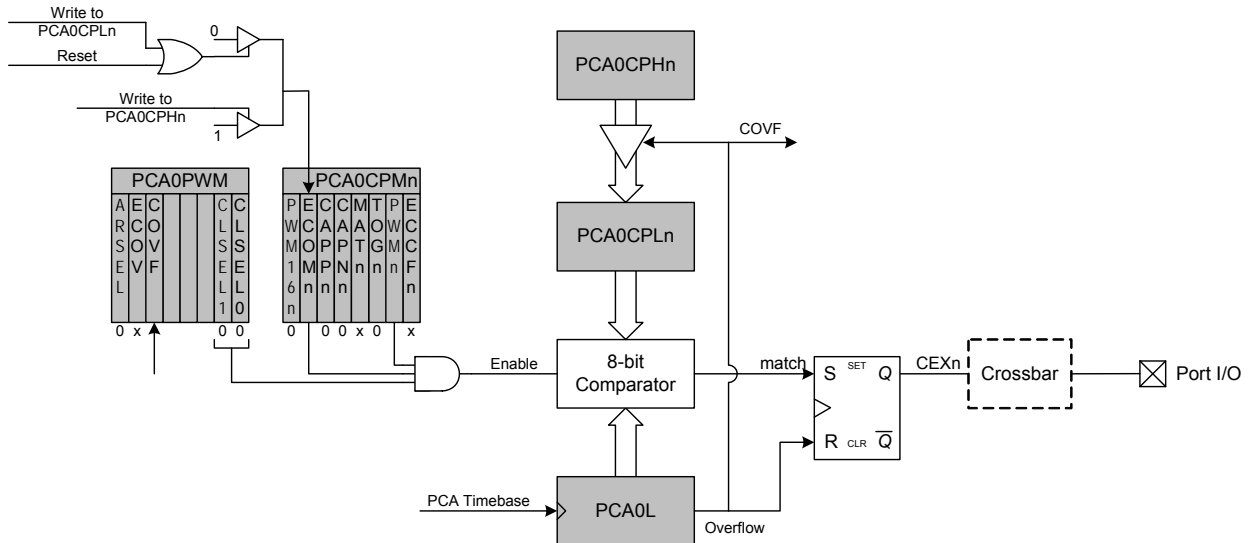 Write to
PCA0CPLn
Reset
0
Write to
PCA0CPHn
1
PCA0CPHn
COVF
PCA0PWM
ARSEL
ECOV
COVF
CLSEL1
CLSEL0
0 x 0 0
PCA0CPMn
PWM16n
ECOMn
CAPPn
CAPNn
MATn
TOGn
PWMn
ECCFn
0 0 0 x 0 x
PCA0CPLn
Enable
8-bit
Comparator
match
S SET Q
R CLR Q
CEXn
Crossbar
Port I/O
PCA Timebase
PCA0L
Overflow